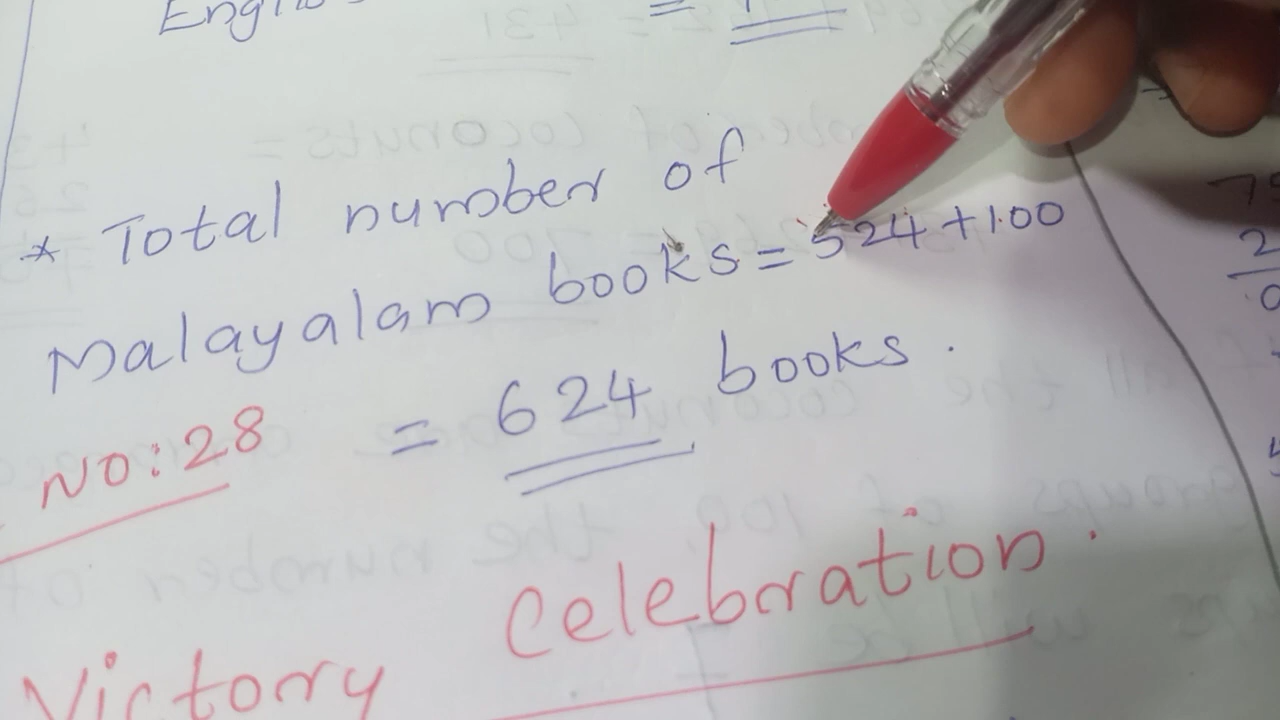 * Total number of
Malayalam books = 524 + 100
= 624 books.
NO: 28
Victory Celebration.